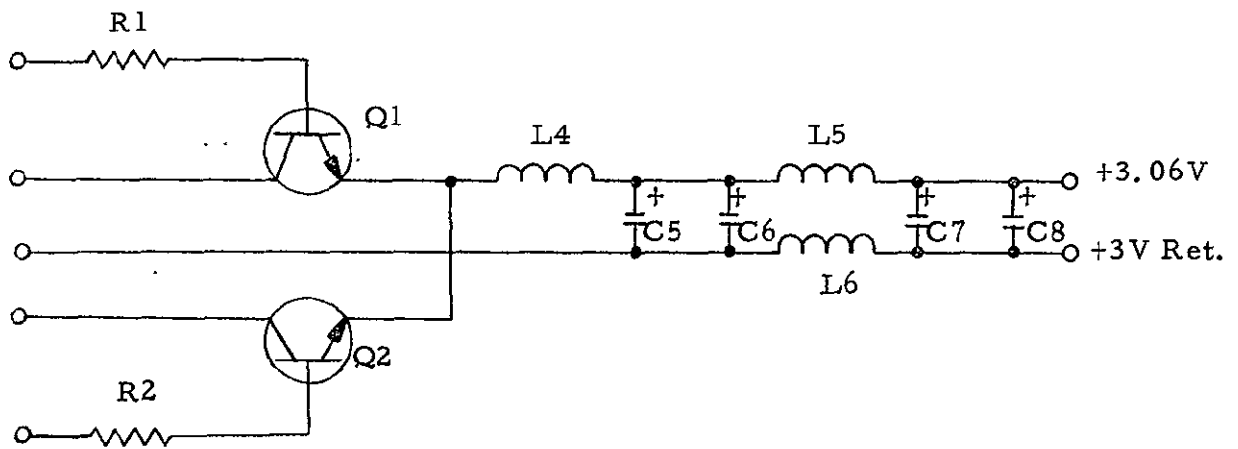 R1
Q1
L4
L5
+3.06V
+
+
+
+
C5
C6
C7
C8
+3V Ret.
L6
Q2
R2